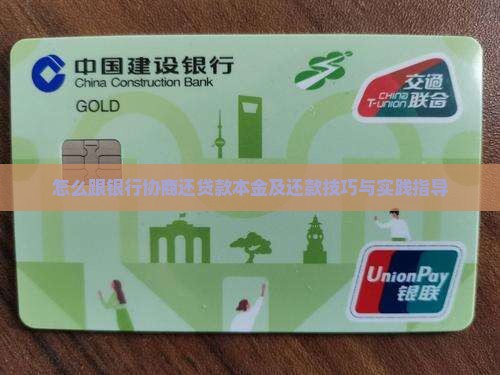 中国建设银行
China Construction Bank
GOLD
交通
CHINA
T-UNION 联合
怎么跟银行协商还贷款本金及还款技巧与实践指导
UnionPay
银联